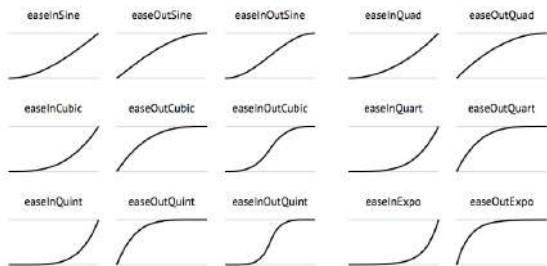 easeInSine easeOutSine easeInOutSine easeInQuad easeOutQuad
easeInCubic easeOutCubic easeInOutCubic easeInQuart easeOutQuart
easeInQuint easeOutQuint easeInOutQuint easeInExpo easeOutExpo